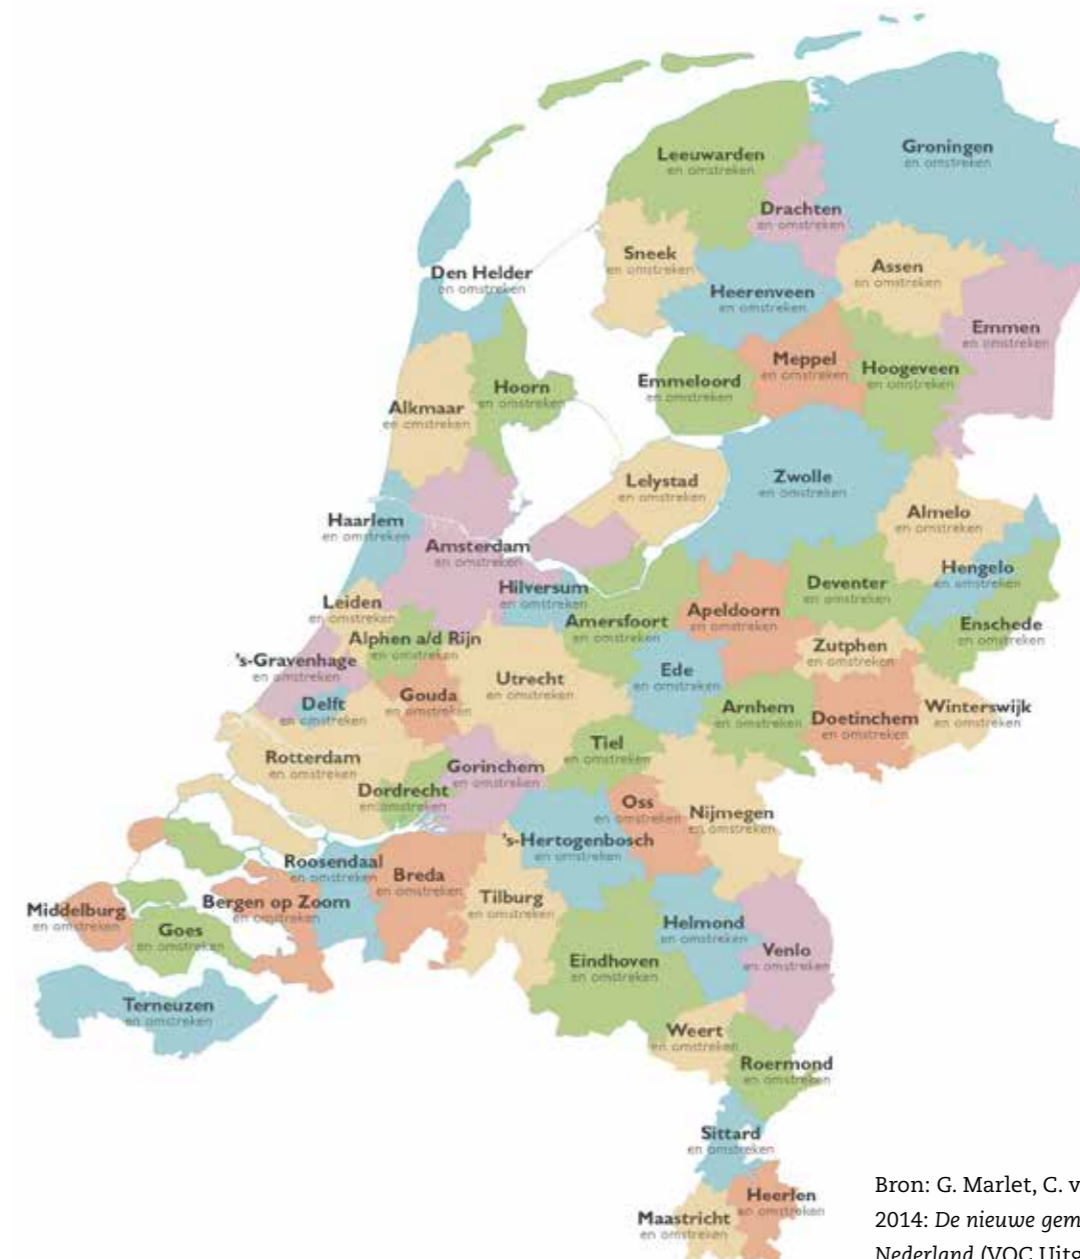 Groningen
en omstreken
Leeuwarden
en omstreken
Drachten
en omstreken
Sneek
en omstreken
Assen
en omstreken
Den Helder
en omstreken
Heerenveen
en omstreken
Emmen
en omstreken
Meppel
en omstreken
Hoogeveen
en omstreken
Emmeloord
en omstreken
Hoorn
en omstreken
Alkmaar
en omstreken
Zwolle
en omstreken
Lelystad
en omstreken
Almelo
en omstreken
Haarlem
en omstreken
Amsterdam
en omstreken
Hengelo
en omstreken
Hilversum
en omstreken
Deventer
en omstreken
Leiden
en omstreken
Apeldoorn
en omstreken
Amersfoort
en omstreken
Enschede
en omstreken
Alphen a/d Rijn
en omstreken
Zutphen
en omstreken
's-Gravenhage
en omstreken
Ede
en omstreken
Utrecht
en omstreken
Gouda
en omstreken
Delft
en omstreken
Arnhem
en omstreken
Doetinchem
en omstreken
Winterswijk
en omstreken
Tiel
en omstreken
Rotterdam
en omstreken
Gorinchem
en omstreken
Dordrecht
en omstreken
Oss
en omstreken
Nijmegen
en omstreken
's-Hertogenbosch
en omstreken
Roosendaal
en omstreken
Breda
en omstreken
Tilburg
en omstreken
Bergen op Zoom
en omstreken
Middelburg
en omstreken
Goes
en omstreken
Helmond
en omstreken
Venlo
en omstreken
Eindhoven
en omstreken
Terneuzen
en omstreken
Weert
en omstreken
Roermond
en omstreken
Sittard
en omstreken
Heerlen
en omstreken
Maastricht
en omstreken
Bron: G. Marlet, C. v
2014: De nieuwe gem
Nederland (VOC Uitg